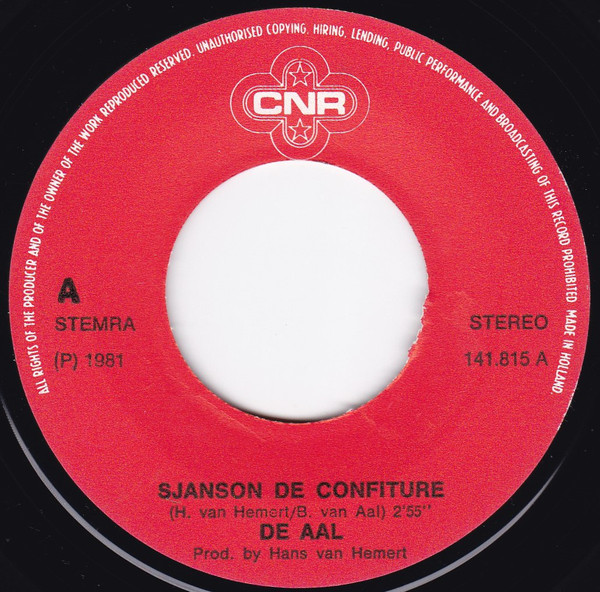 ALL RIGHTS OF THE PRODUCER AND OF THE OWNER OF THE WORK REPRODUCED RESERVED. UNAUTHORISED COPYING, HIRING, LENDING, PUBLIC PERFORMANCE AND BROADCASTING OF THIS RECORD PROHIBITED MADE IN HOLLAND.
CNR
A
STEMRA
(P) 1981
STEREO
141.815 A
SJANSON DE CONFITURE
(H. van Hemert/B. van Aal) 2'55"
DE AAL
Prod. by Hans van Hemert